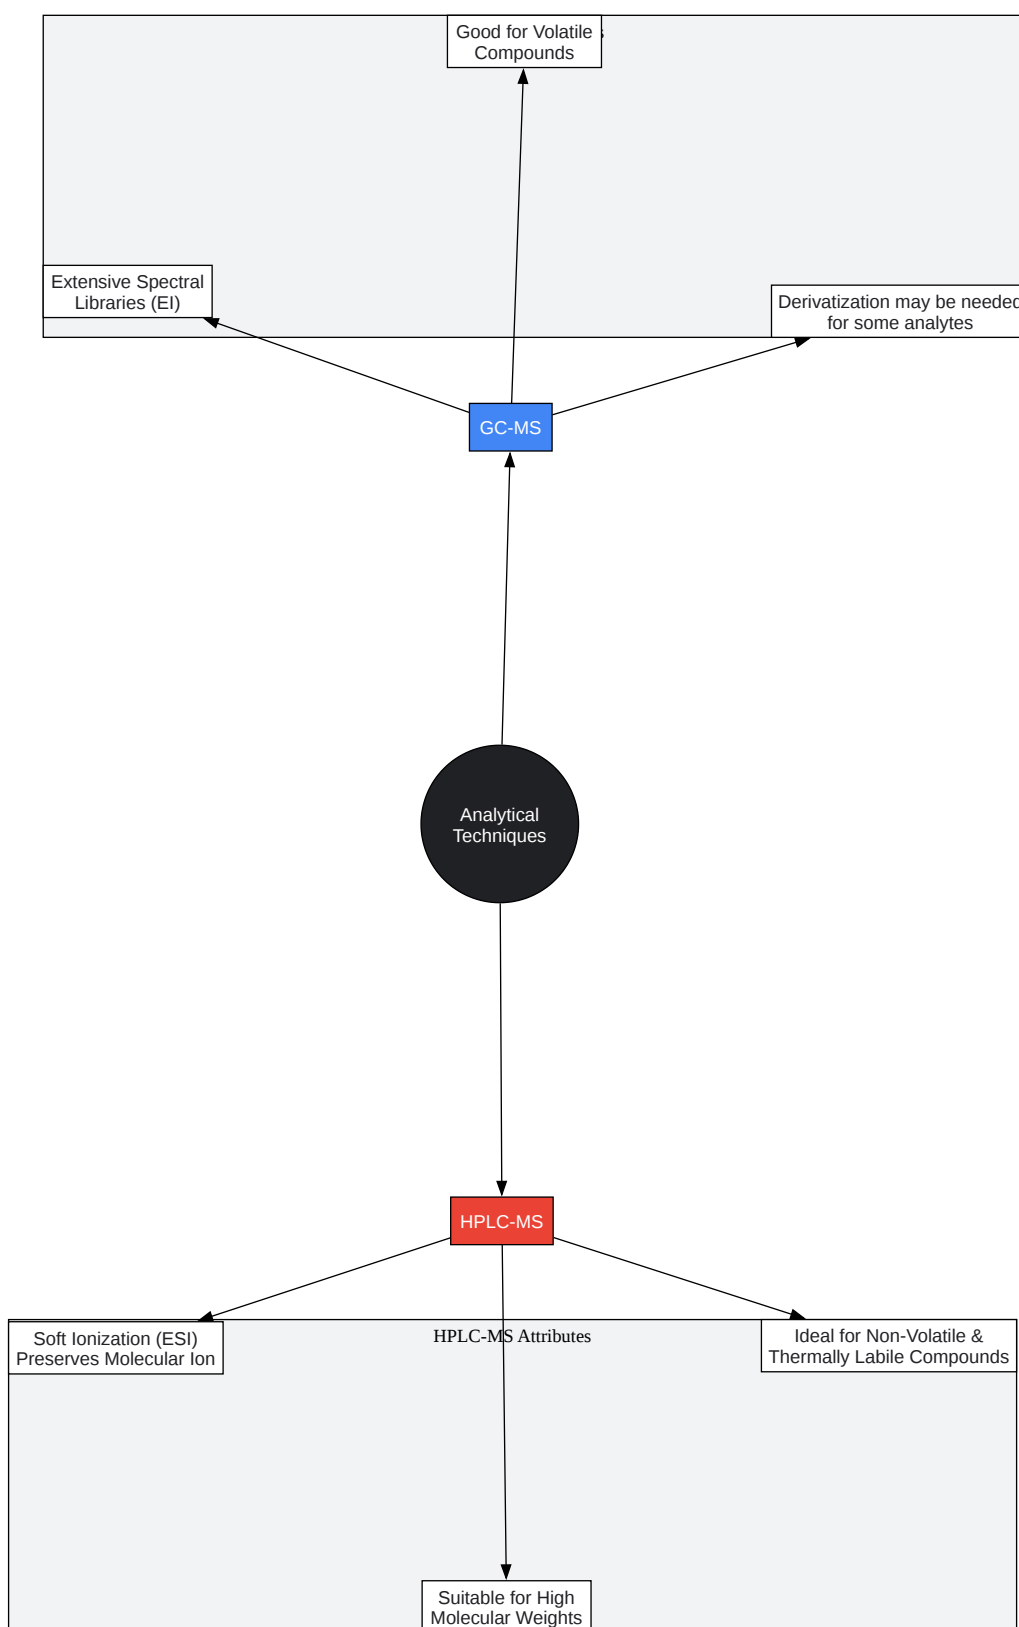 Good for Volatile
Compounds
Extensive Spectral
Libraries (EI)
Derivatization may be needed
for some analytes
GC-MS
Analytical
Techniques
HPLC-MS
HPLC-MS Attributes
Soft Ionization (ESI)
Preserves Molecular Ion
Ideal for Non-Volatile &
Thermally Labile Compounds
Suitable for High
Molecular Weights